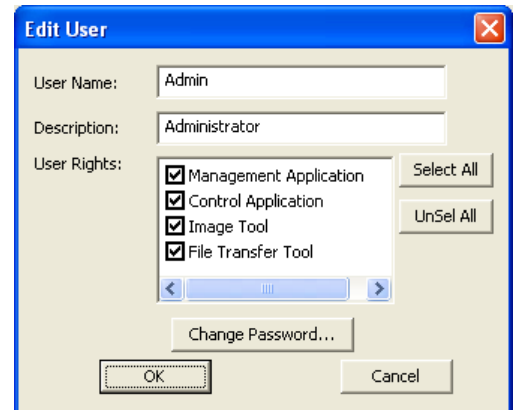 Edit User
User Name: Admin
Description: Administrator
User Rights:
Management Application
Control Application
Image Tool
File Transfer Tool
Select All
UnSel All
Change Password...
OK Cancel